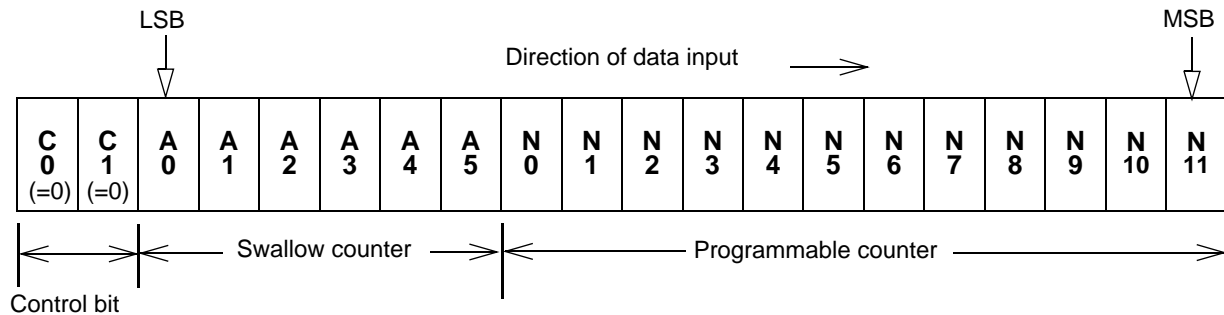 LSB
MSB
Direction of data input
C C A A A A A A N N N N N N N N N N N N
0 1 0 1 2 3 4 5 0 1 2 3 4 5 6 7 8 9 10 11
(=0) (=0)
Swallow counter
Programmable counter
Control bit